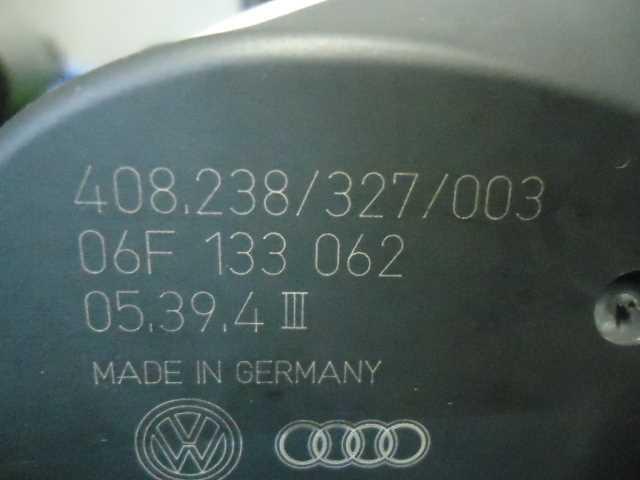 408.238/327/003
06F 133 062
05.39.4 III
MADE IN GERMANY